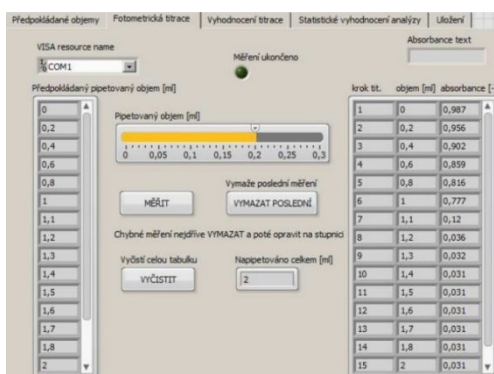 Předpokládané objemy Fotometrická titrace Vyhodnocení titrace Statistické vyhodnocení analýzy Uložení
VISA resource name
COM1
Měření ukončeno
Absorbance text
Předpokládaný pipetovaný objem [ml]
0
0,2
0,4
0,6
0,8
1
1,1
1,2
1,3
1,4
1,5
1,6
1,7
1,8
2
Pipetovaný objem [ml]
0 0,05 0,1 0,15 0,2 0,25 0,3
Vymaže poslední měření
MĚŘIT VYMAZAT POSLEDNÍ
Chybné měření nejdříve VYMAZAT a poté opravit na stupnici
Vyčistí celou tabulku Napipetováno celkem [ml]
VYČISTIT 2
krok tit. objem [ml] absorbance [-
1 0 0,987
2 0,2 0,956
3 0,4 0,902
4 0,6 0,859
5 0,8 0,816
6 1 0,777
7 1,1 0,12
8 1,2 0,036
9 1,3 0,032
10 1,4 0,031
11 1,5 0,031
12 1,6 0,031
13 1,7 0,031
14 1,8 0,031
15 2 0,031